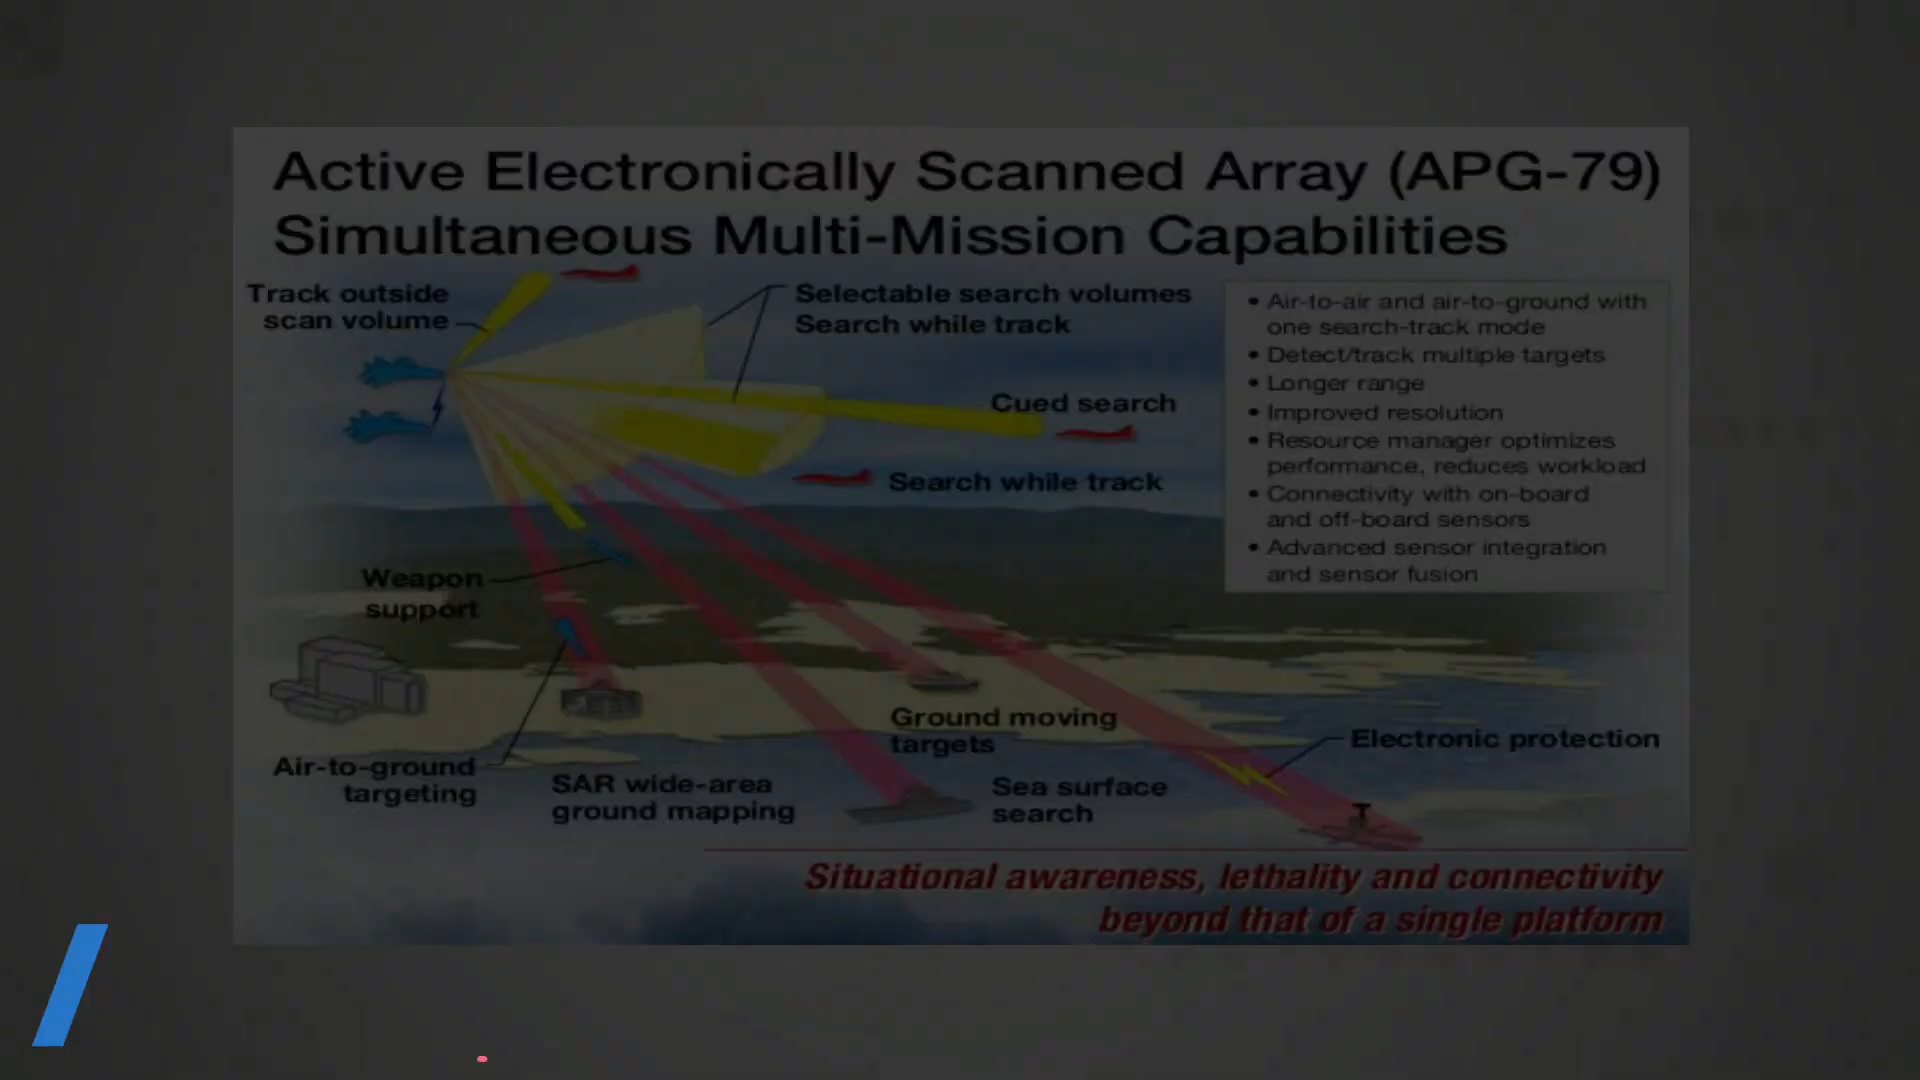 Active Electronically Scanned Array (APG-79)
Simultaneous Multi-Mission Capabilities
Track outside
scan volume
Selectable search volumes
Search while track
Cued search
Search while track
• Air-to-air and air-to-ground with
one search-track mode
• Detect/track multiple targets
• Longer range
• Improved resolution
• Resource manager optimizes
performance, reduces workload
• Connectivity with on-board
and off-board sensors
• Advanced sensor integration
and sensor fusion
Weapon
support
Air-to-ground
targeting
SAR wide-area
ground mapping
Ground moving
targets
Sea surface
search
Electronic protection
Situational awareness, lethality and connectivity
beyond that of a single platform